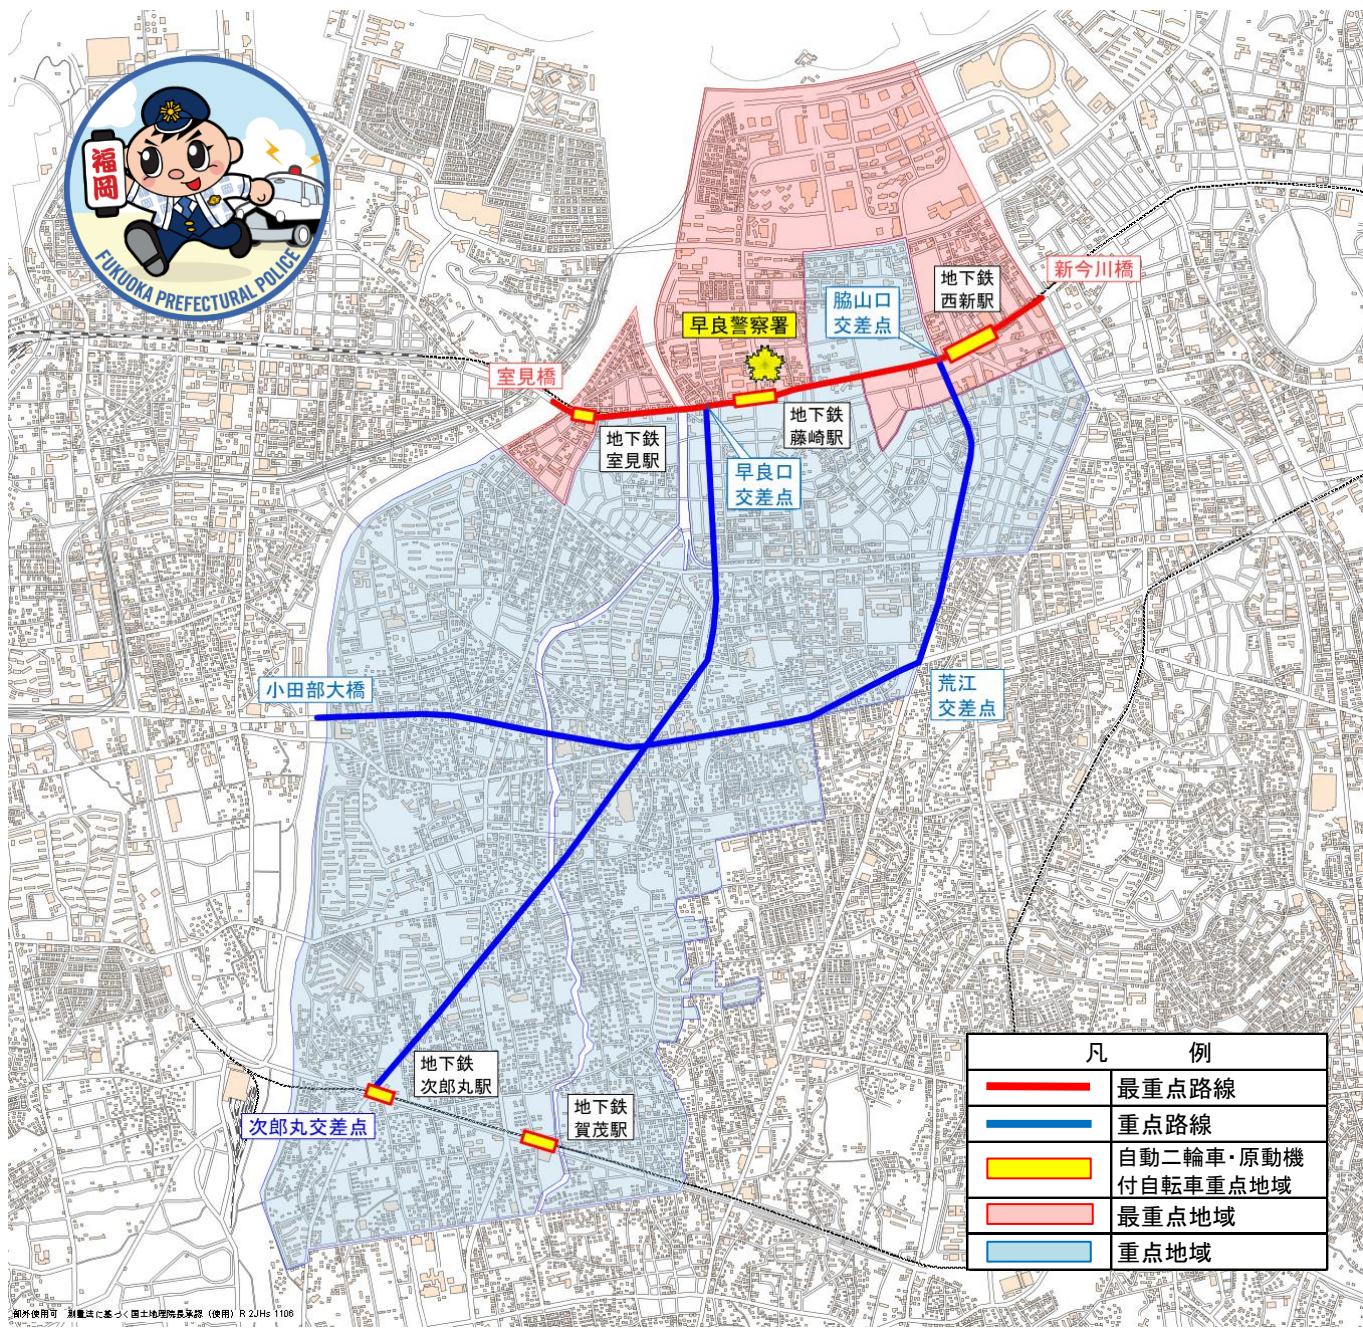 福岡
FUKUOKA PREFECTURAL POLICE
新今川橋
地下鉄
西新駅
脇山口
交差点
早良警察署
室見橋
地下鉄
藤崎駅
地下鉄
室見駅
早良口
交差点
小田部大橋
荒江
交差点
地下鉄
次郎丸駅
次郎丸交差点
地下鉄
賀茂駅
凡 例
最重点路線
重点路線
自動二輪車・原動機
付自転車重点地域
最重点地域
重点地域
部外使用可 測量法に基づく国土地理院長承認(使用)R 2JHs 1106